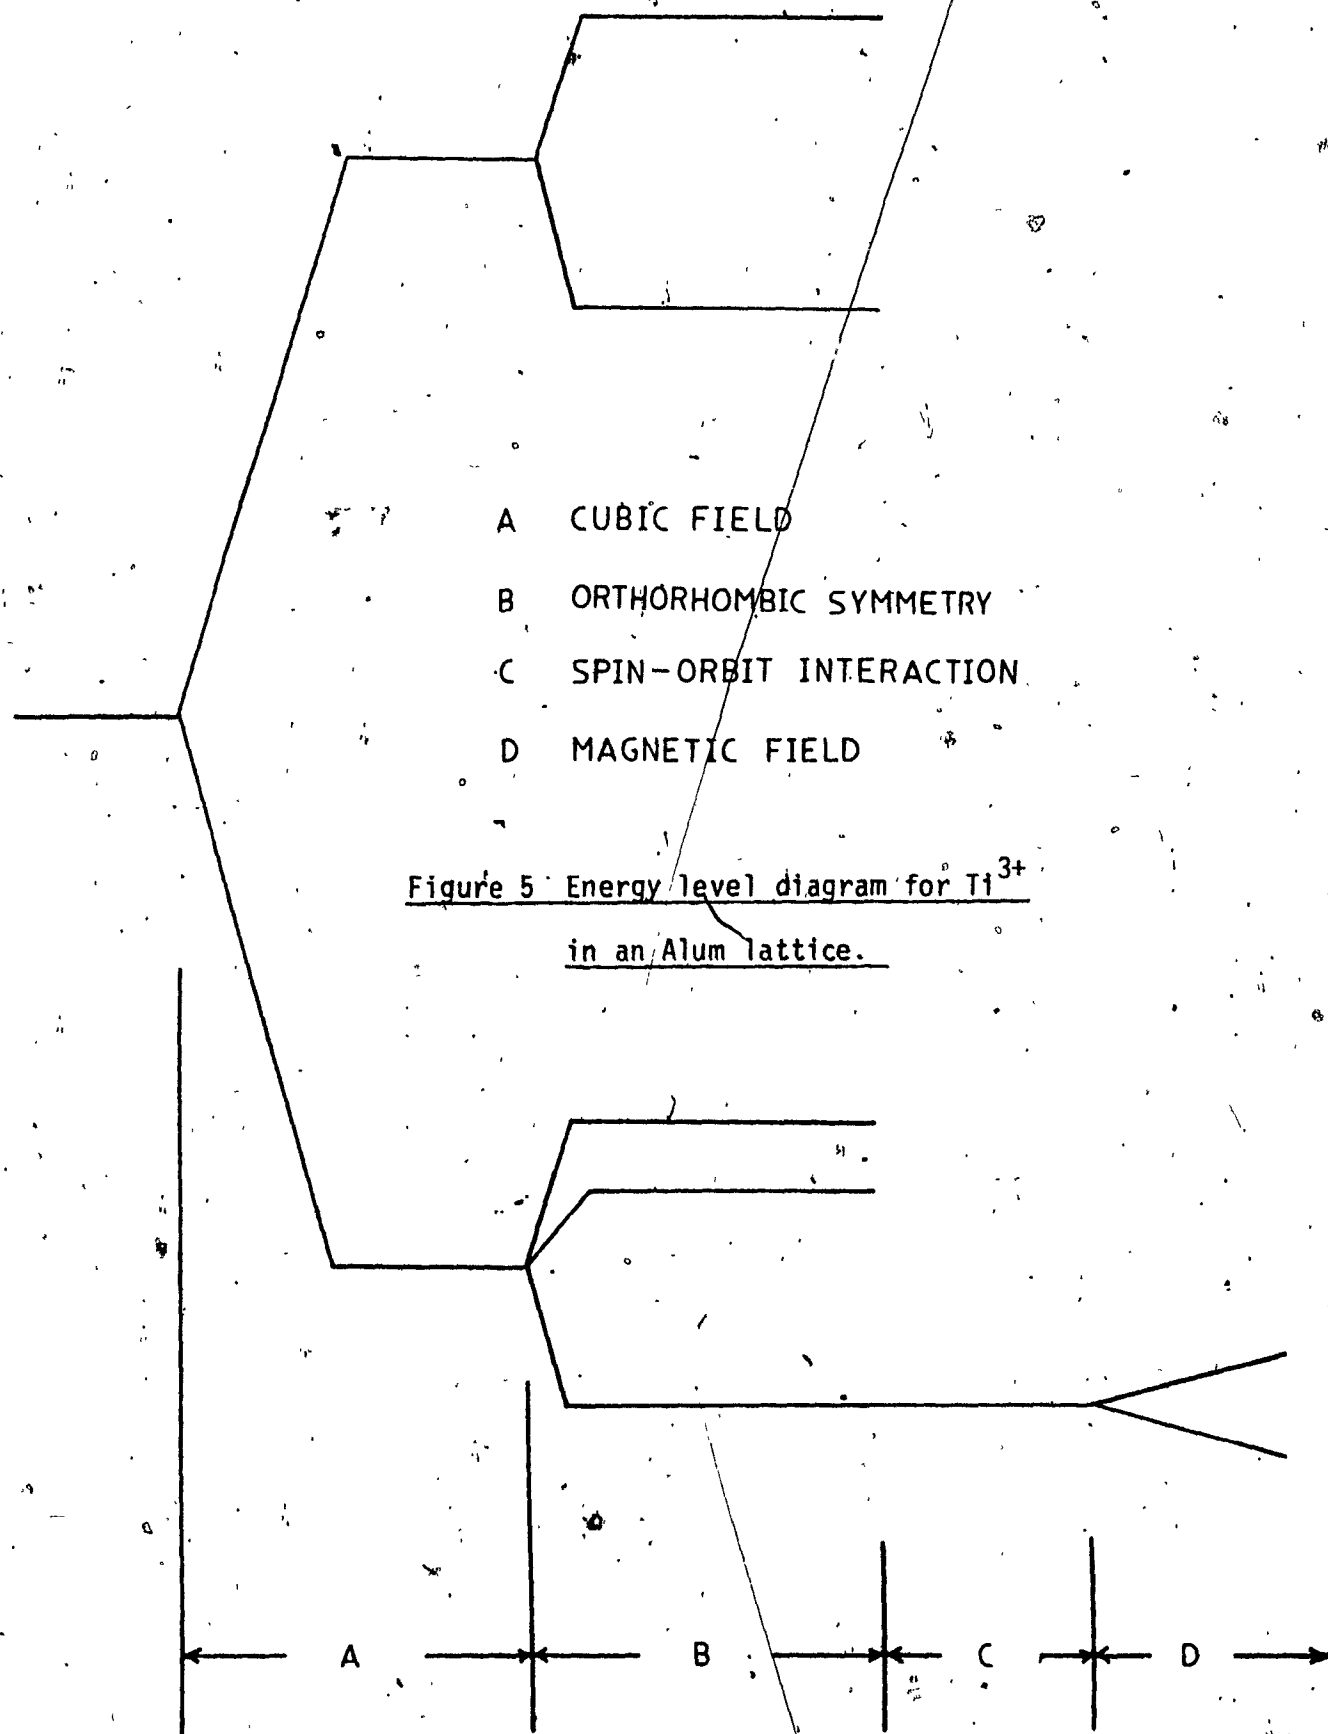 A CUBIC FIELD
B ORTHORHOMBIC SYMMETRY
C SPIN-ORBIT INTERACTION
D MAGNETIC FIELD
Figure 5 Energy level diagram for Ti3+
in an Alum lattice.
A B C D